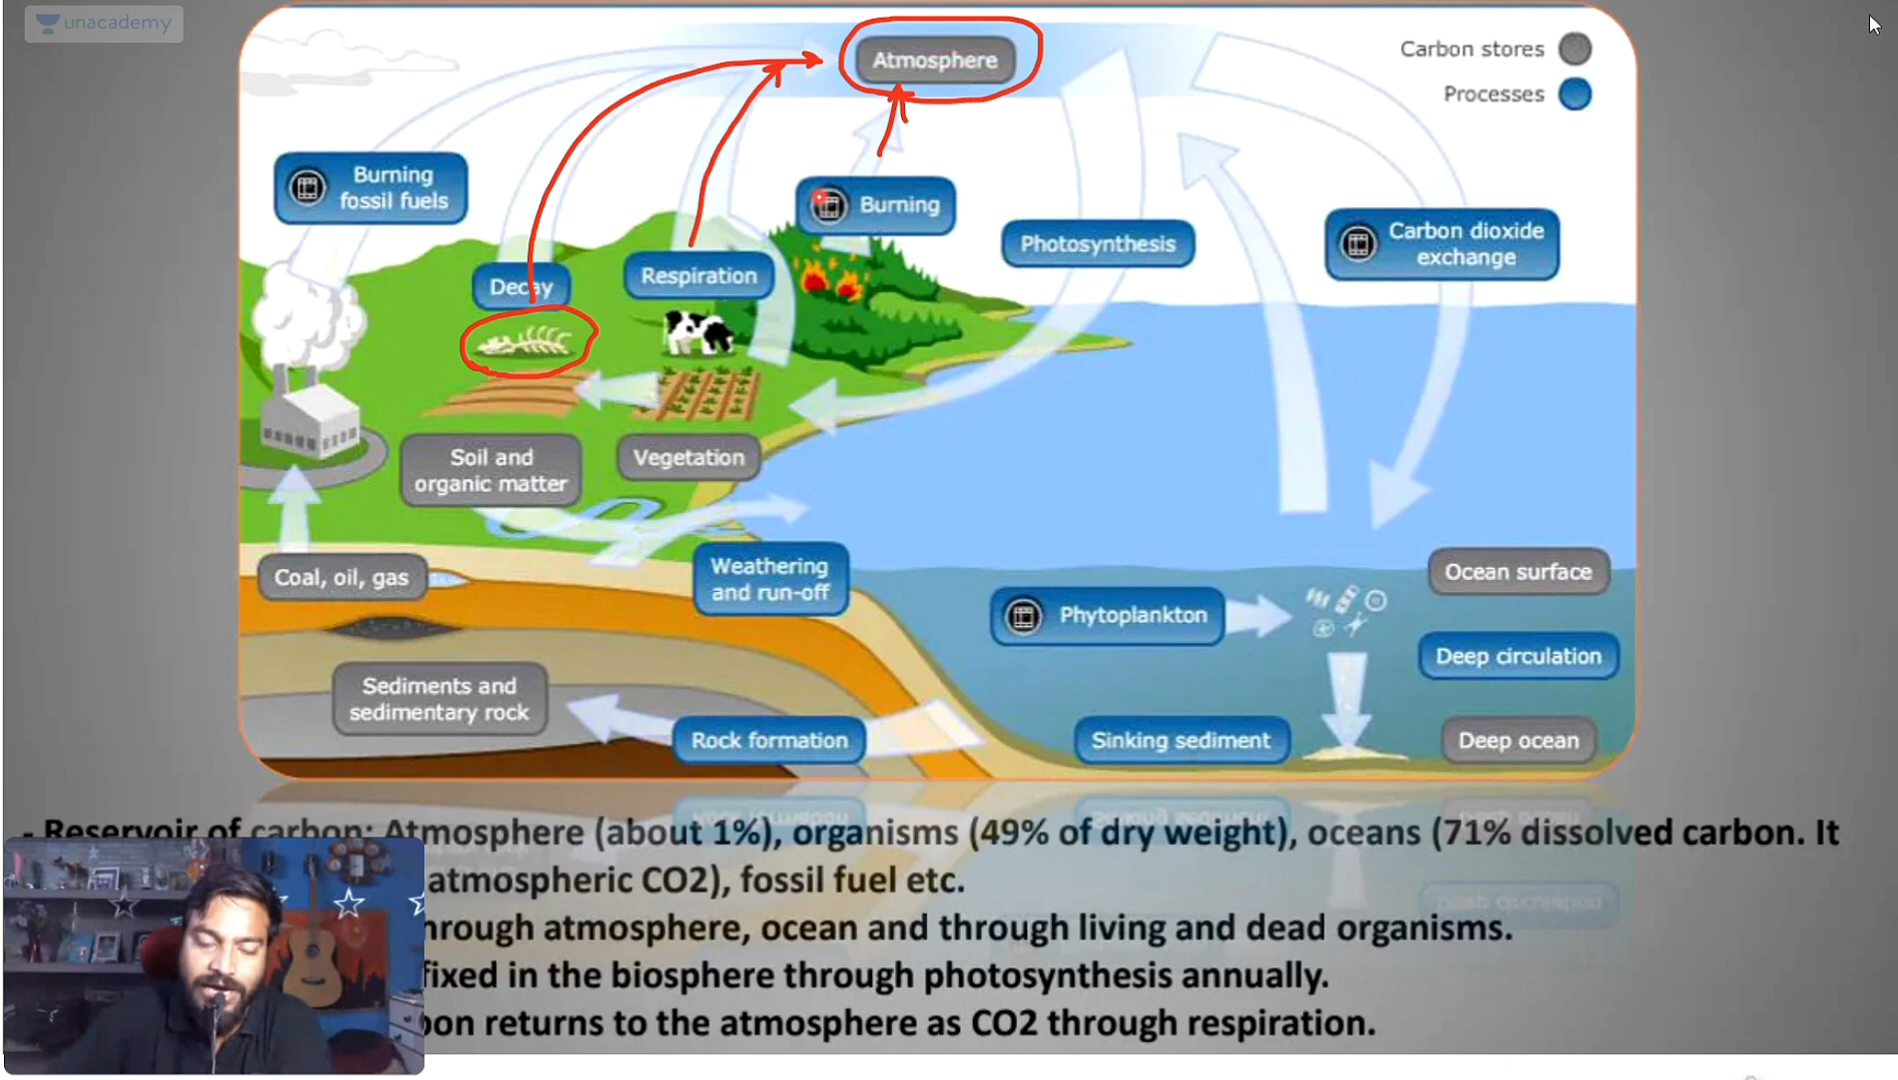 unacademy
Atmosphere
Carbon stores
Processes
Burning
fossil fuels
Burning
Photosynthesis
Carbon dioxide
exchange
Decay
Respiration
Soil and
organic matter
Vegetation
Coal, oil, gas
Weathering
and run-off
Phytoplankton
Ocean surface
Deep circulation
Sediments and
sedimentary rock
Rock formation
Sinking sediment
Deep ocean
- Reservoir of carbon: Atmosphere (about 1%), organisms (49% of dry weight), oceans (71% dissolved carbon. It
atmospheric CO2), fossil fuel etc.
hrough atmosphere, ocean and through living and dead organisms.
fixed in the biosphere through photosynthesis annually.
bon returns to the atmosphere as CO2 through respiration.